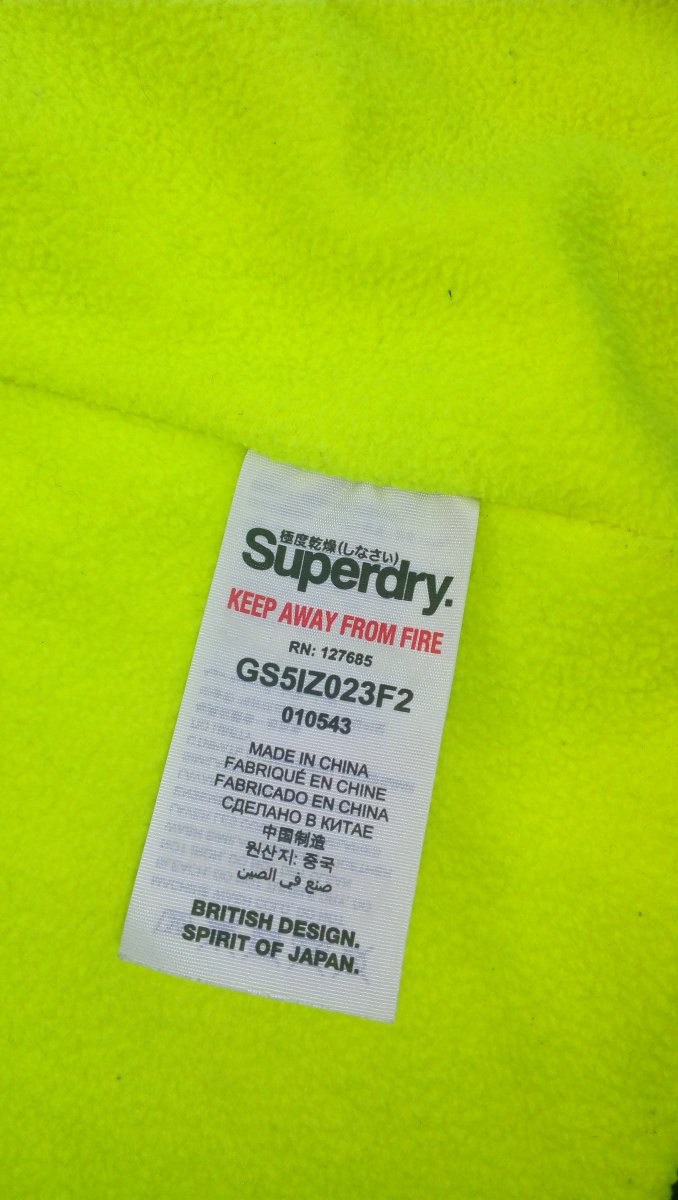 極度乾燥(しなさい)
Superdry.
KEEP AWAY FROM FIRE
RN: 127685
GS5IZ023F2
010543
MADE IN CHINA
FABRIQUÉ EN CHINE
FABRICADO EN CHINA
СДЕЛАНО В КИТАЕ
中国制造
원산지: 중국
صنع في الصين
BRITISH DESIGN.
SPIRIT OF JAPAN.